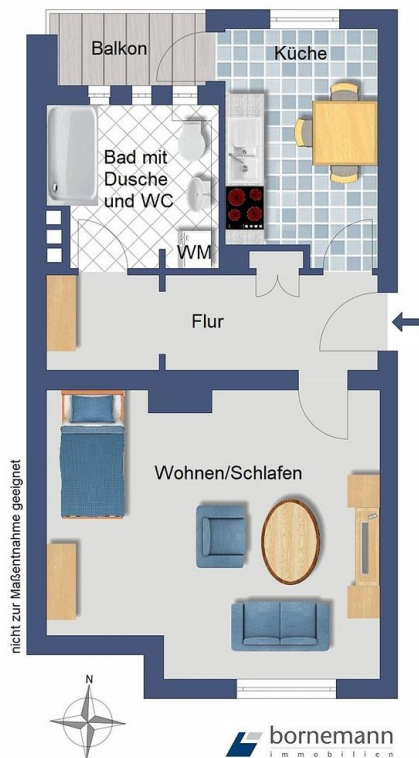 Balkon
Küche
Bad mit
Dusche
und WC
WM
Flur
Wohnen/Schlafen
nicht zur Maßentnahme geeignet
N
bornemann
immobilien